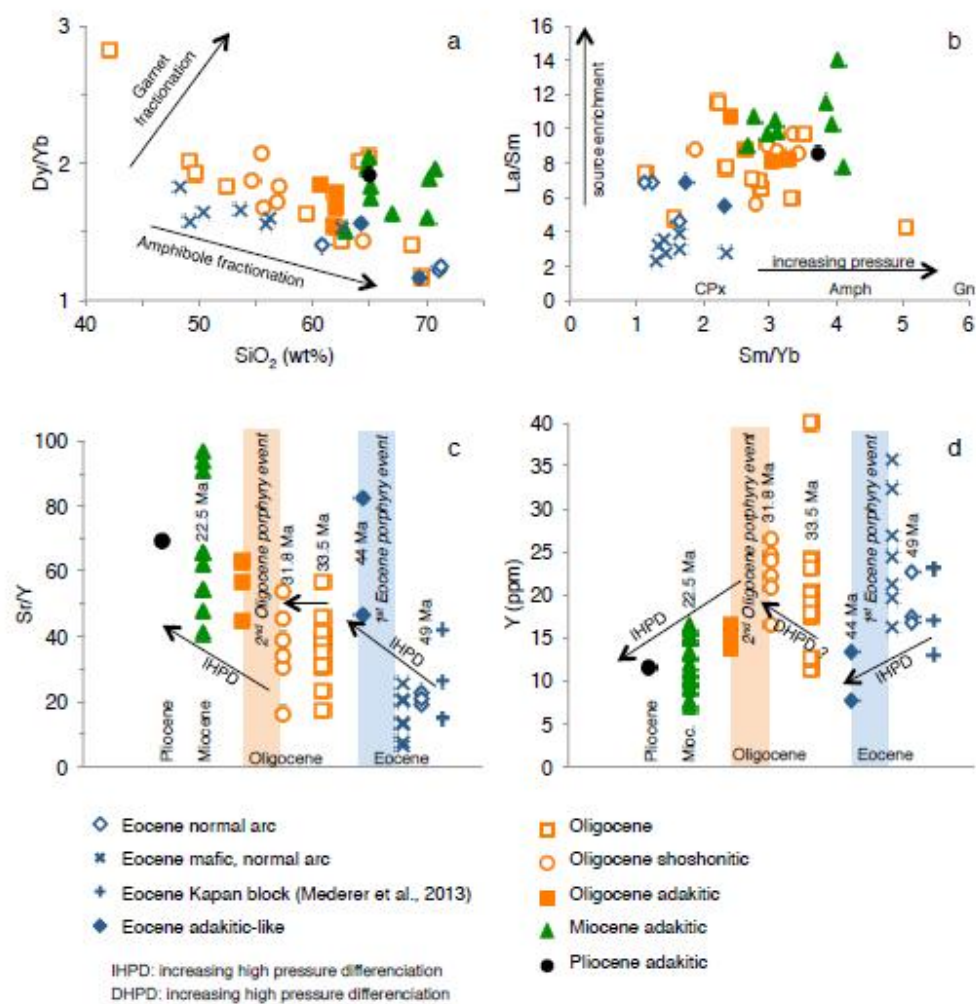 a
3
2
1
Dy/Yb
Garnet
fractionation
Amphibole fractionation
40
50
60
70
SiO2 (wt%)
b
16
14
12
10
8
6
4
2
0
La/Sm
source enrichment
increasing pressure
CPx
Amph
Gn
0
1
2
3
4
5
6
Sm/Yb
c
100
80
60
40
20
0
Sr/Y
Pliocene
Miocene
22.5 Ma
2nd Oligocene porphyry event
31.8 Ma
33.5 Ma
44 Ma
1st Eocene porphyry event
49 Ma
IHPD
IHPD
Oligocene
Eocene
d
40
35
30
25
20
15
10
5
0
Y (ppm)
Pliocene
Mioc.
22.5 Ma
2nd Oligocene porphyry event
31.8 Ma
33.5 Ma
44 Ma
1st Eocene porphyry event
49 Ma
IHPD
DHPD ?
IHPD
Oligocene
Eocene
Eocene normal arc
Eocene mafic, normal arc
Eocene Kapan block (Mederer et al., 2013)
Eocene adakitic-like
IHPD: increasing high pressure differenciation
DHPD: increasing high pressure differenciation
Oligocene
Oligocene shoshonitic
Oligocene adakitic
Miocene adakitic
Pliocene adakitic